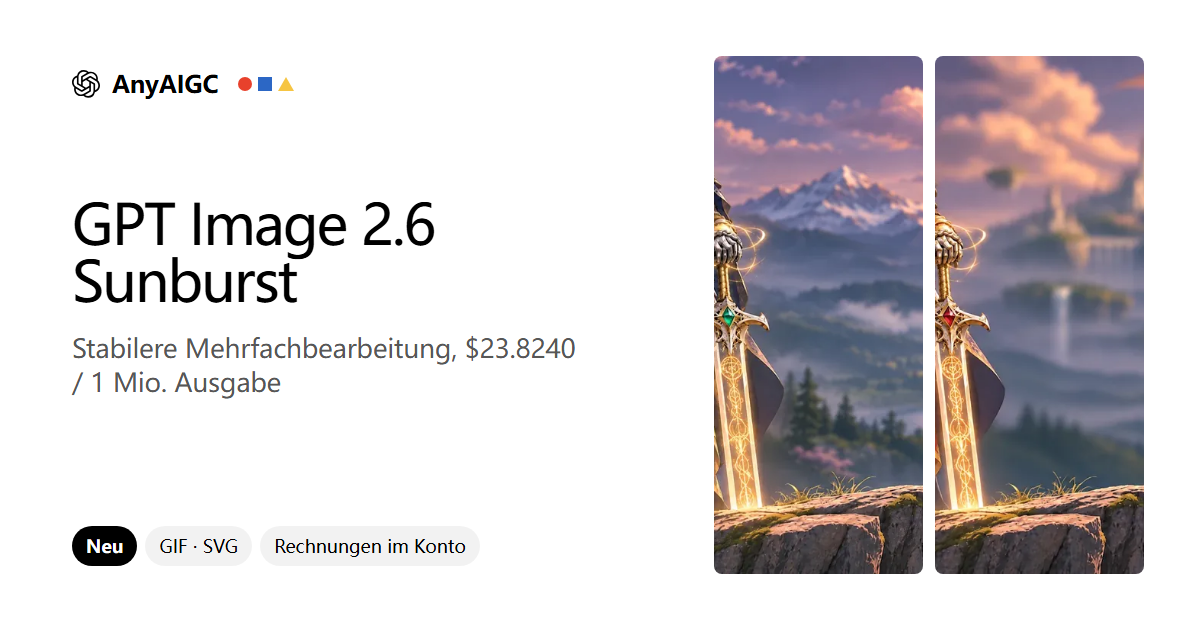 AnyAIGC
GPT Image 2.6
Sunburst
Stabilere Mehrfachbearbeitung, $23.8240
/ 1 Mio. Ausgabe
Neu
GIF · SVG
Rechnungen im Konto